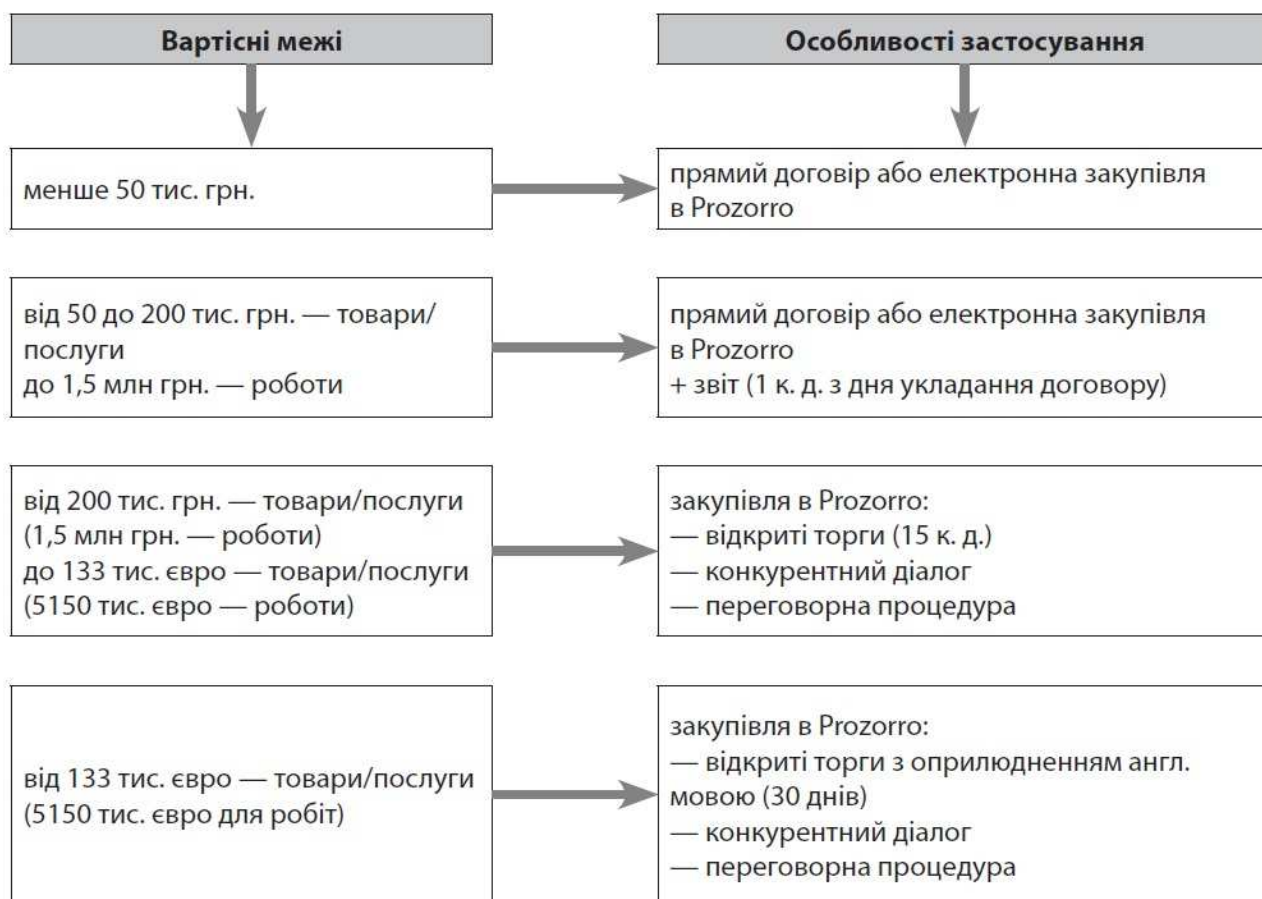 Вартісні межі
Особливості застосування
менше 50 тис. грн.
прямий договір або електронна закупівля
в Prozorro
від 50 до 200 тис. грн. — товари/
послуги
до 1,5 млн грн. — роботи
прямий договір або електронна закупівля
в Prozorro
+ звіт (1 к. д. з дня укладання договору)
від 200 тис. грн. — товари/послуги
(1,5 млн грн. — роботи)
до 133 тис. євро — товари/послуги
(5150 тис. євро — роботи)
закупівля в Prozorro:
— відкриті торги (15 к. д.)
— конкурентний діалог
— переговорна процедура
від 133 тис. євро — товари/послуги
(5150 тис. євро для робіт)
закупівля в Prozorro:
— відкриті торги з оприлюдненням англ.
мовою (30 днів)
— конкурентний діалог
— переговорна процедура